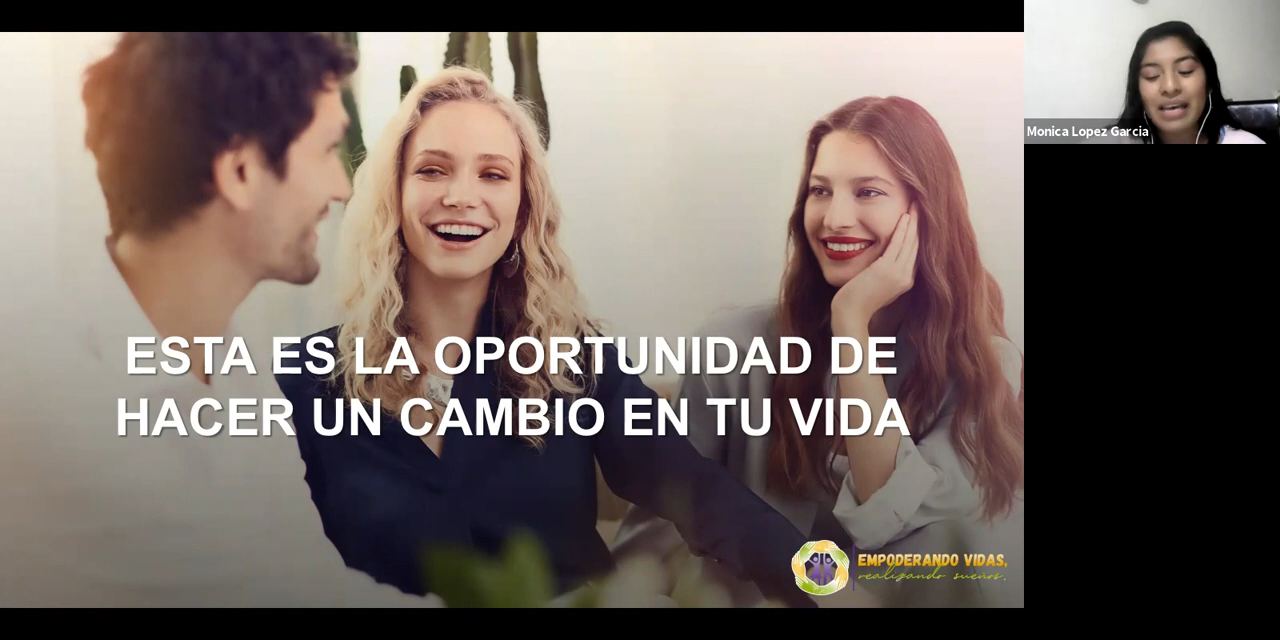 Monica Lopez Garcia
ESTA ES LA OPORTUNIDAD DE
HACER UN CAMBIO EN TU VIDA
EMPODERANDO VIDAS,
realizando sueños.